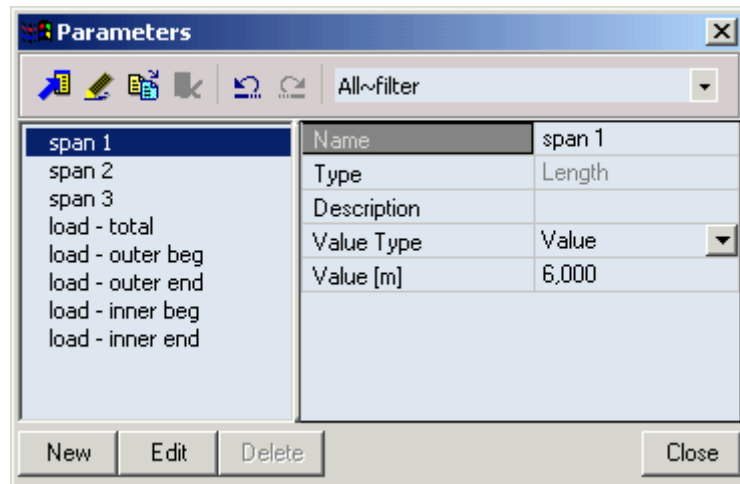 Parameters
All~filter
span 1
span 2
span 3
load - total
load - outer beg
load - outer end
load - inner beg
load - inner end
Name span 1
Type Length
Description
Value Type Value
Value [m] 6,000
New Edit Delete Close